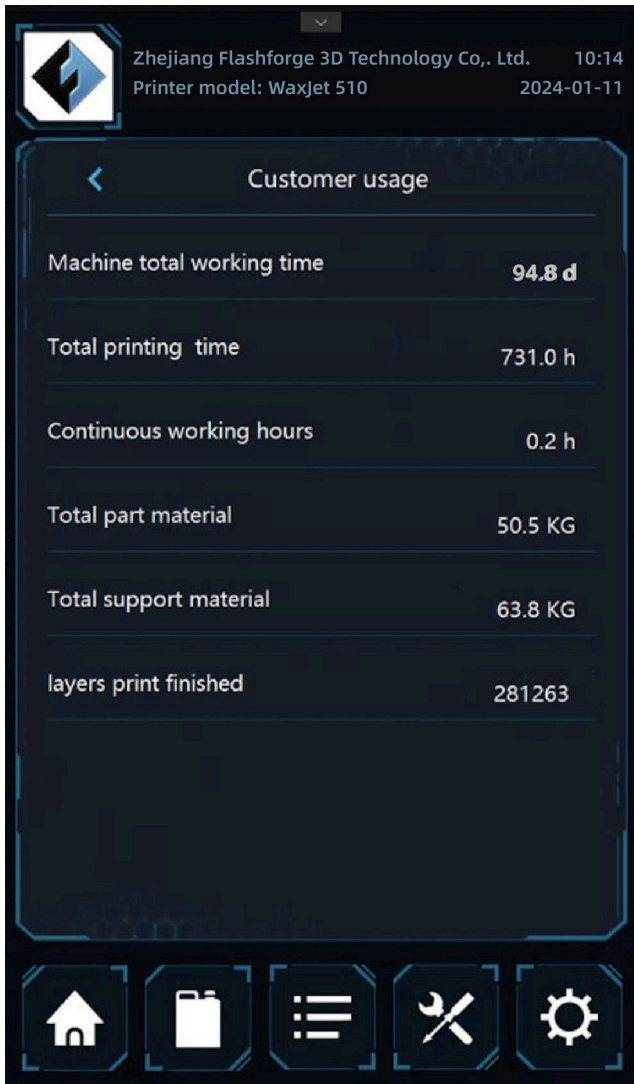 Zhejiang Flashforge 3D Technology Co,. Ltd. 10:14
Printer model: WaxJet 510 2024-01-11
Customer usage
Machine total working time 94.8 d
Total printing time 731.0 h
Continuous working hours 0.2 h
Total part material 50.5 KG
Total support material 63.8 KG
layers print finished 281263